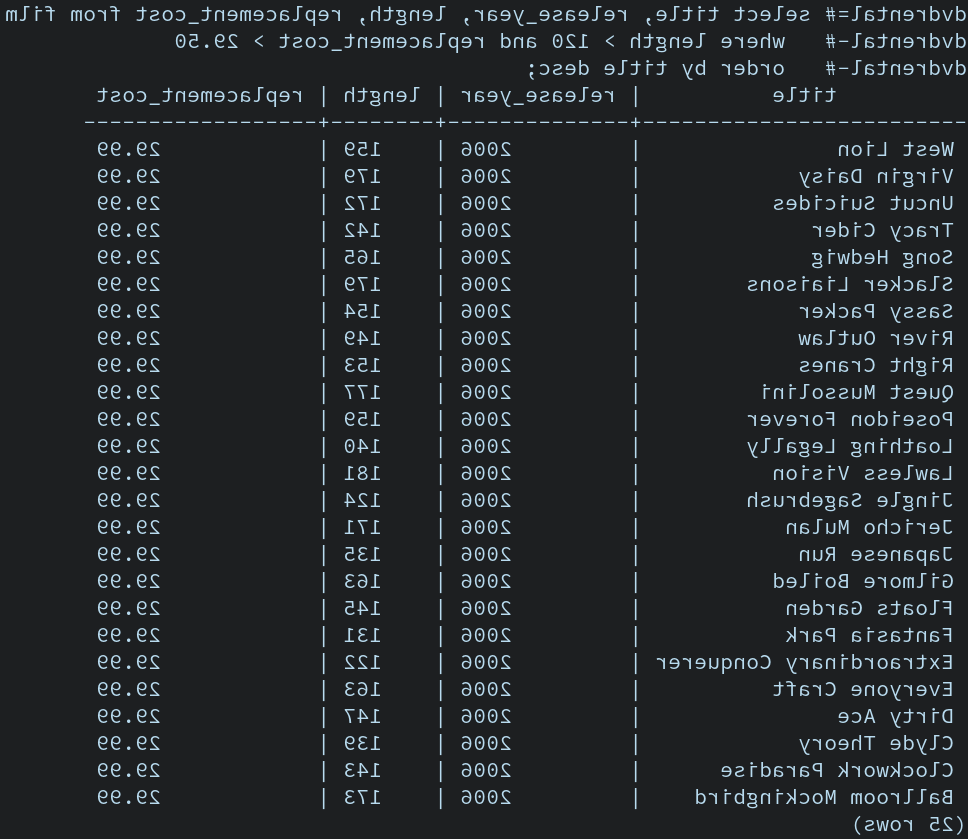 dvdrental=# select title, release_year, length, replacement_cost from film
dvdrental-#   where length > 120 and replacement_cost > 29.50
dvdrental-#   order by title desc;
          title          | release_year | length | replacement_cost
-------------------------+--------------+--------+------------------
 West Lion               |         2006 |    159 |            29.99
 Virgin Daisy            |         2006 |    179 |            29.99
 Uncut Suicides          |         2006 |    172 |            29.99
 Tracy Cider             |         2006 |    142 |            29.99
 Song Hedwig             |         2006 |    165 |            29.99
 Slacker Liaisons        |         2006 |    179 |            29.99
 Sassy Packer            |         2006 |    154 |            29.99
 River Outlaw            |         2006 |    149 |            29.99
 Right Cranes            |         2006 |    153 |            29.99
 Quest Mussolini         |         2006 |    177 |            29.99
 Poseidon Forever        |         2006 |    159 |            29.99
 Loathing Legally        |         2006 |    140 |            29.99
 Lawless Vision          |         2006 |    181 |            29.99
 Jingle Sagebrush        |         2006 |    124 |            29.99
 Jericho Mulan           |         2006 |    171 |            29.99
 Japanese Run            |         2006 |    135 |            29.99
 Gilmore Boiled          |         2006 |    163 |            29.99
 Floats Garden           |         2006 |    145 |            29.99
 Fantasia Park           |         2006 |    131 |            29.99
 Extraordinary Conquerer |         2006 |    122 |            29.99
 Everyone Craft          |         2006 |    163 |            29.99
 Dirty Ace               |         2006 |    147 |            29.99
 Clyde Theory            |         2006 |    139 |            29.99
 Clockwork Paradise      |         2006 |    143 |            29.99
 Ballroom Mockingbird    |         2006 |    173 |            29.99
(25 rows)